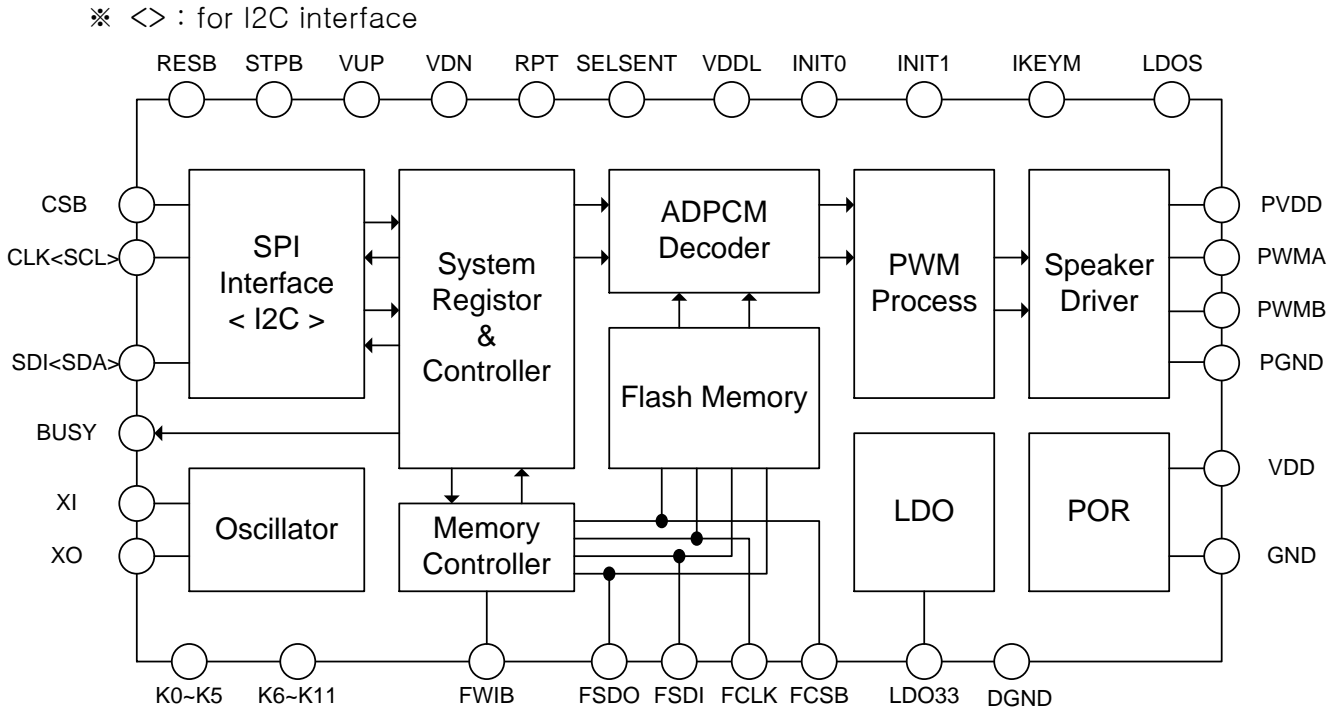 ※ <> : for I2C interface
RESB STPB VUP VDN RPT SELSENT VDDL INIT0 INIT1 IKEYM LDOS
CSB
CLK<SCL>
SDI<SDA>
BUSY
XI
XO
SPI
Interface
< I2C >
System
Registor
&
Controller
ADPCM
Decoder
PWM
Process
Speaker
Driver
Flash Memory
Oscillator
Memory
Controller
LDO
POR
PVDD
PWMA
PWMB
PGND
VDD
GND
K0~K5 K6~K11 FWIB FSDO FSDI FCLK FCSB LDO33 DGND